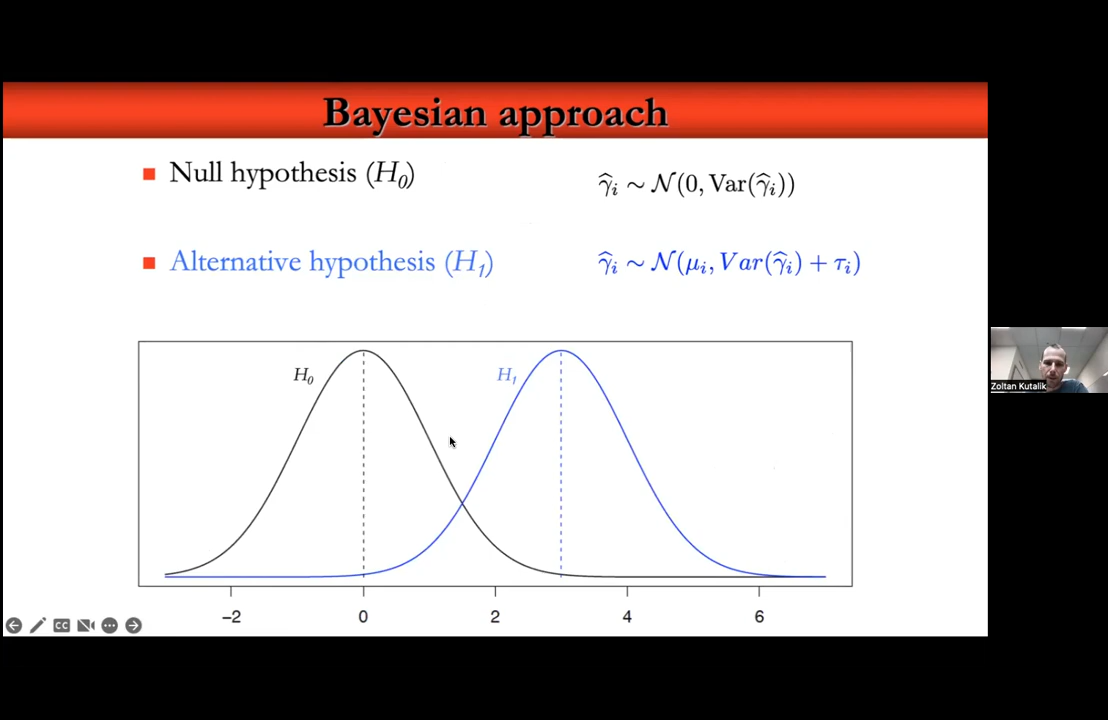 Bayesian approach
Null hypothesis (H₀)
γ̂ᵢ ~ 𝒩(0, Var(γ̂ᵢ))
Alternative hypothesis (H₁)
γ̂ᵢ ~ 𝒩(μᵢ, Var(γ̂ᵢ) + τᵢ)
H₀
H₁
−2 0 2 4 6
CC
Zoltan Kutalik